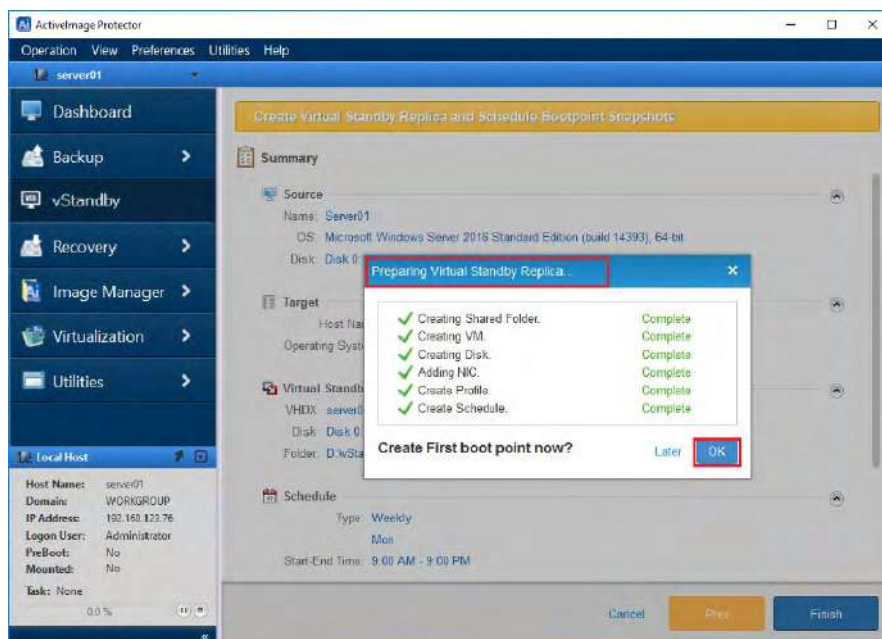 ActiveImage Protector
Operation View Preferences Utilities Help
server01
Dashboard
Backup
vStandby
Recovery
Image Manager
Virtualization
Utilities
Local Host
Host Name: server01
Domain: WORKGROUP
IP Address: 192.168.123.76
Logon User: Administrator
PreBoot: No
Mounted: No
Task: None
0.0 %
Create Virtual Standby Replica and Schedule Bootpoint Snapshots
Summary
Source
Name: Server01
OS: Microsoft Windows Server 2016 Standard Edition (build 14393), 64-bit
Disk: Disk 0
Target
Host Na
Operating Syst
Virtual Standb
VHDX: server0
Disk: Disk 0
Folder: D:\vSta
Schedule
Type: Weekly
Mon
Start-End Time: 9:00 AM - 9:00 PM
Cancel Prev Finish
Preparing Virtual Standby Replica...
Creating Shared Folder. Complete
Creating VM. Complete
Creating Disk. Complete
Adding NIC. Complete
Create Profile. Complete
Create Schedule. Complete
Create First boot point now? Later OK